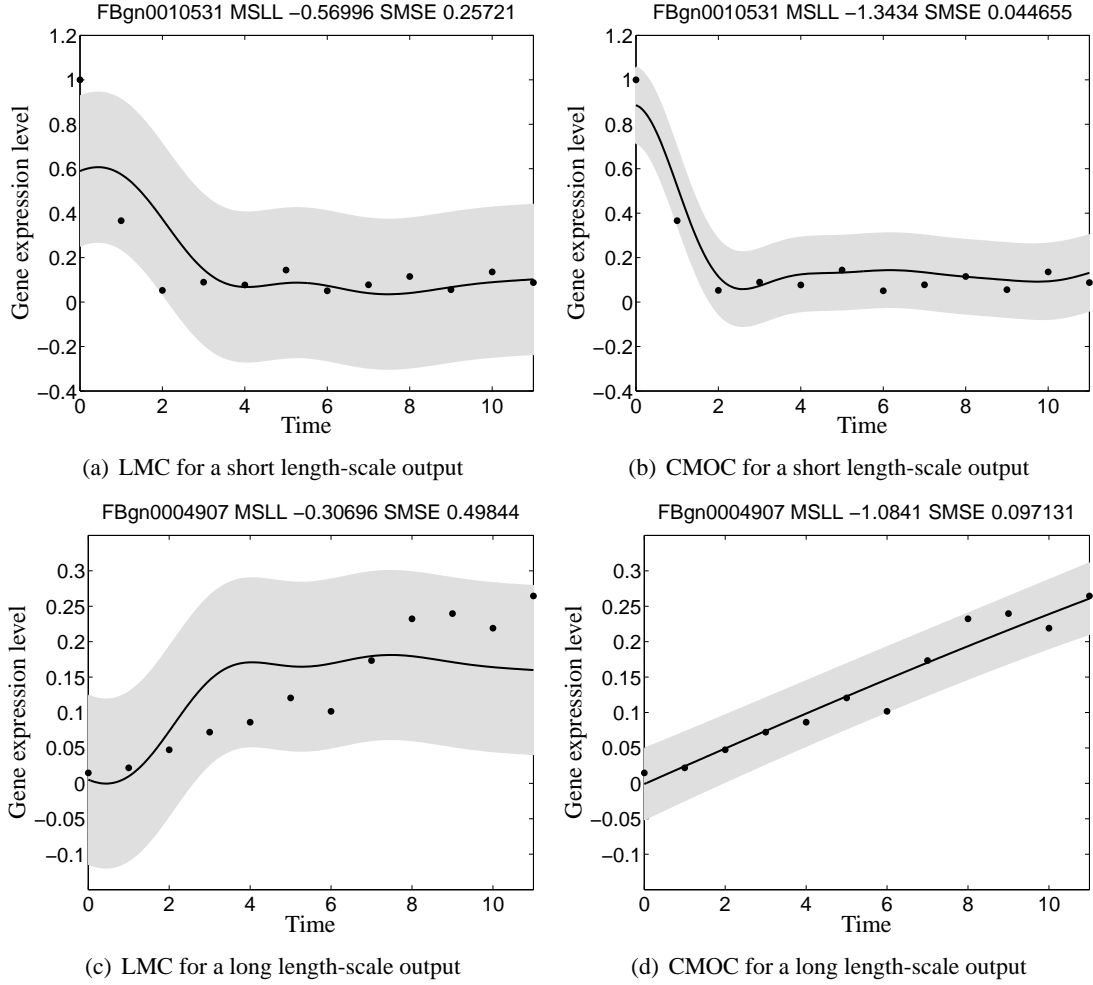 FBgn0010531 MSLL −0.56996 SMSE 0.25721
1.2
1
0.8
0.6
0.4
0.2
0
−0.2
−0.4
Gene expression level
0 2 4 6 8 10
Time
(a) LMC for a short length-scale output
FBgn0010531 MSLL −1.3434 SMSE 0.044655
1.2
1
0.8
0.6
0.4
0.2
0
−0.2
−0.4
Gene expression level
0 2 4 6 8 10
Time
(b) CMOC for a short length-scale output
FBgn0004907 MSLL −0.30696 SMSE 0.49844
0.3
0.25
0.2
0.15
0.1
0.05
0
−0.05
−0.1
Gene expression level
0 2 4 6 8 10
Time
(c) LMC for a long length-scale output
FBgn0004907 MSLL −1.0841 SMSE 0.097131
0.3
0.25
0.2
0.15
0.1
0.05
0
−0.05
−0.1
Gene expression level
0 2 4 6 8 10
Time
(d) CMOC for a long length-scale output